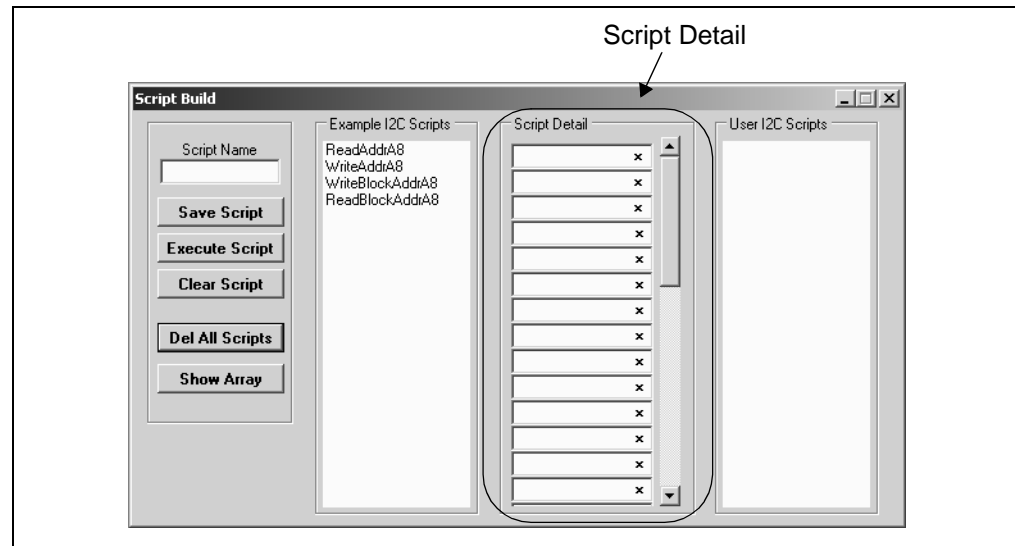 Script Detail
Script Build
Script Name
Save Script
Execute Script
Clear Script
Del All Scripts
Show Array
Example I2C Scripts
ReadAddrA8
WriteAddrA8
WriteBlockAddrA8
ReadBlockAddrA8
Script Detail
x
x
x
x
x
x
x
x
x
x
x
x
x
x
User I2C Scripts